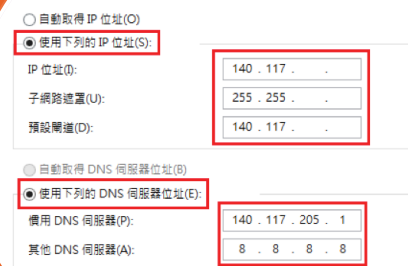 自動取得 IP 位址(O)
使用下列的 IP 位址(S):
IP 位址(I): 140 . 117 . .
子網路遮罩(U): 255 . 255 . .
預設閘道(D): 140 . 117 . .
自動取得 DNS 伺服器位址(B)
使用下列的 DNS 伺服器位址(E):
慣用 DNS 伺服器(P): 140 . 117 . 205 . 1
其他 DNS 伺服器(A): 8 . 8 . 8 . 8